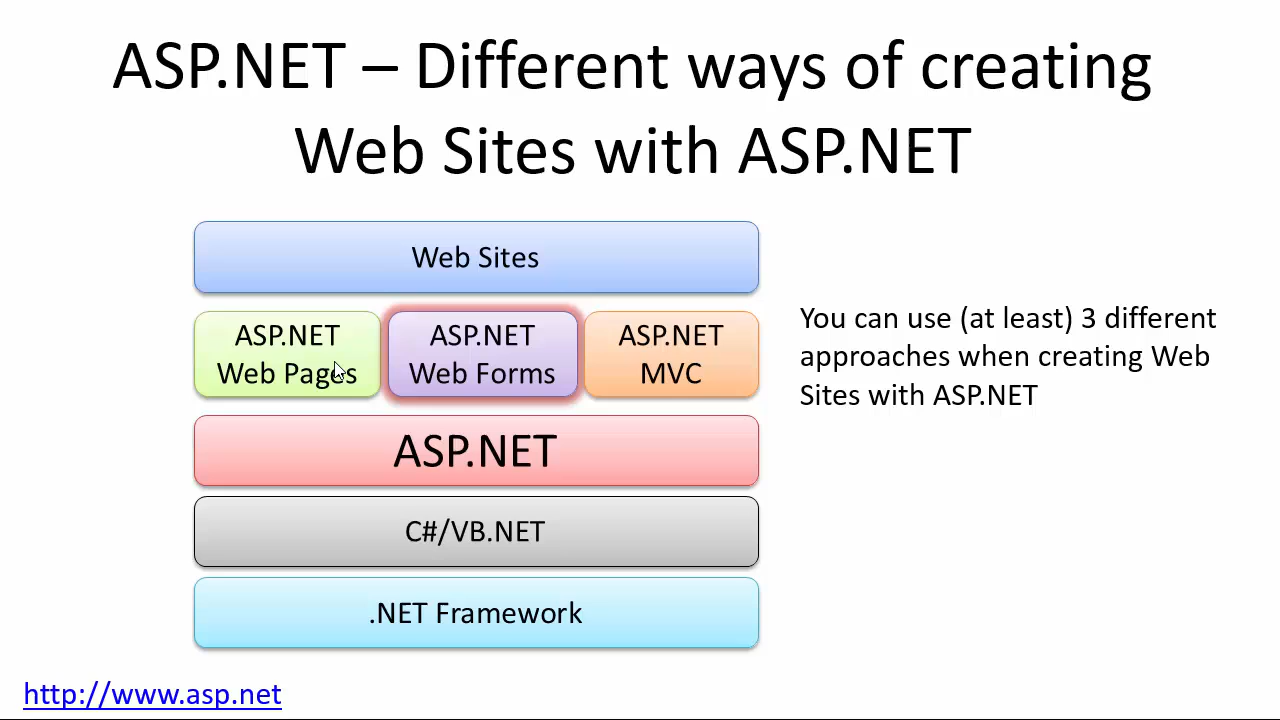 ASP.NET – Different ways of creating
Web Sites with ASP.NET
Web Sites
ASP.NET
Web Pages
ASP.NET
Web Forms
ASP.NET
MVC
You can use (at least) 3 different
approaches when creating Web
Sites with ASP.NET
ASP.NET
C#/VB.NET
.NET Framework
http://www.asp.net